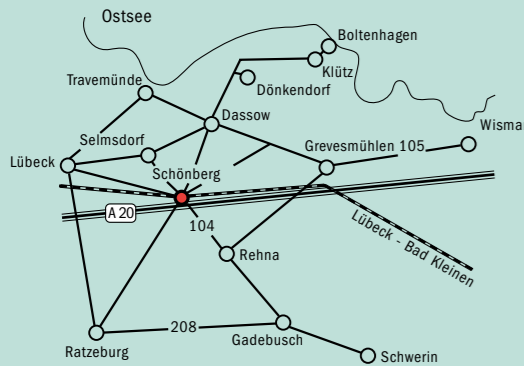 Ostsee
Boltenhagen
Klütz
Travemünde
Dönkendorf
Dassow
Wismar
Selmsdorf
Grevesmühlen 105
Lübeck
Schönberg
A 20
104
Lübeck - Bad Kleinen
Rehna
208
Gadebusch
Ratzeburg
Schwerin